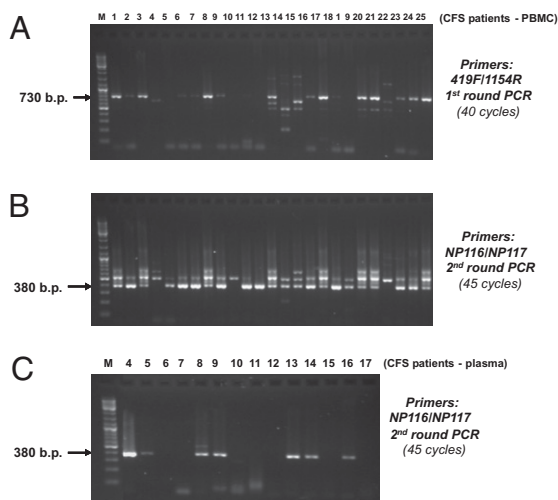 A
M 1 2 3 4 5 6 7 8 9 10 11 12 13 14 15 16 17 18 1 9 20 21 22 23 24 25 (CFS patients - PBMC)
730 b.p.
Primers:
419F/1154R
1st round PCR
(40 cycles)
B
380 b.p.
Primers:
NP116/NP117
2nd round PCR
(45 cycles)
C
M 4 5 6 7 8 9 10 11 12 13 14 15 16 17 (CFS patients - plasma)
380 b.p.
Primers:
NP116/NP117
2nd round PCR
(45 cycles)